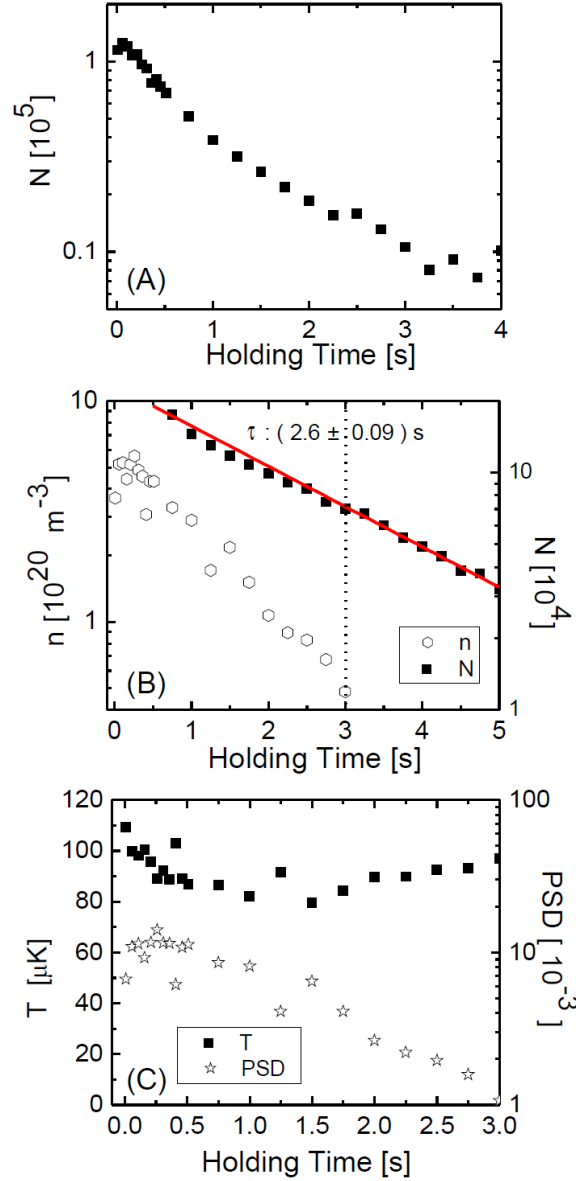 1
0.1
N [10^5]
(A)
0 1 2 3 4
Holding Time [s]
10
1
n [10^20 m^-3]
τ : ( 2.6 ± 0.09 ) s
10
1
N [10^4]
n
N
(B)
0 1 2 3 4 5
Holding Time [s]
120
100
80
60
40
20
0
T [µK]
100
10
1
PSD [ 10^-3]
T
PSD
(C)
0.0 0.5 1.0 1.5 2.0 2.5 3.0
Holding Time [s]